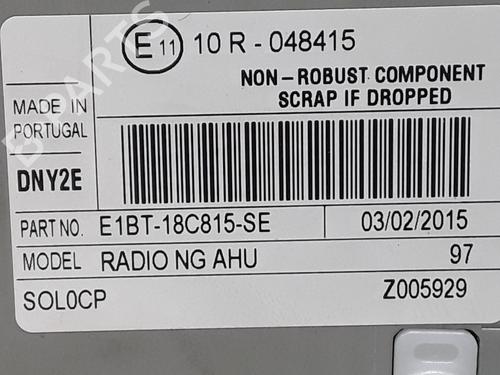 E 11 10 R - 048415
NON-ROBUST COMPONENT
SCRAP IF DROPPED
MADE IN
PORTUGAL
DNY2E
PART NO. E1BT-18C815-SE 03/02/2015
MODEL RADIO NG AHU 97
SOL0CP Z005929
B PARTS